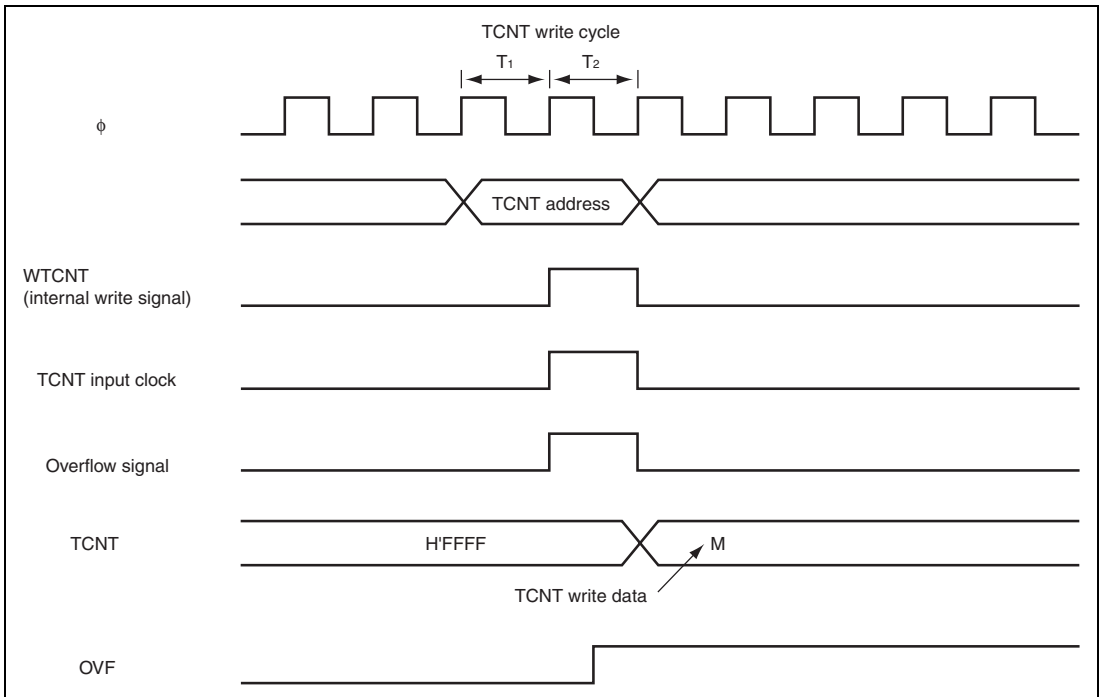 TCNT write cycle
T1 T2
ϕ
TCNT address
WTCNT
(internal write signal)
TCNT input clock
Overflow signal
TCNT H'FFFF M
TCNT write data
OVF